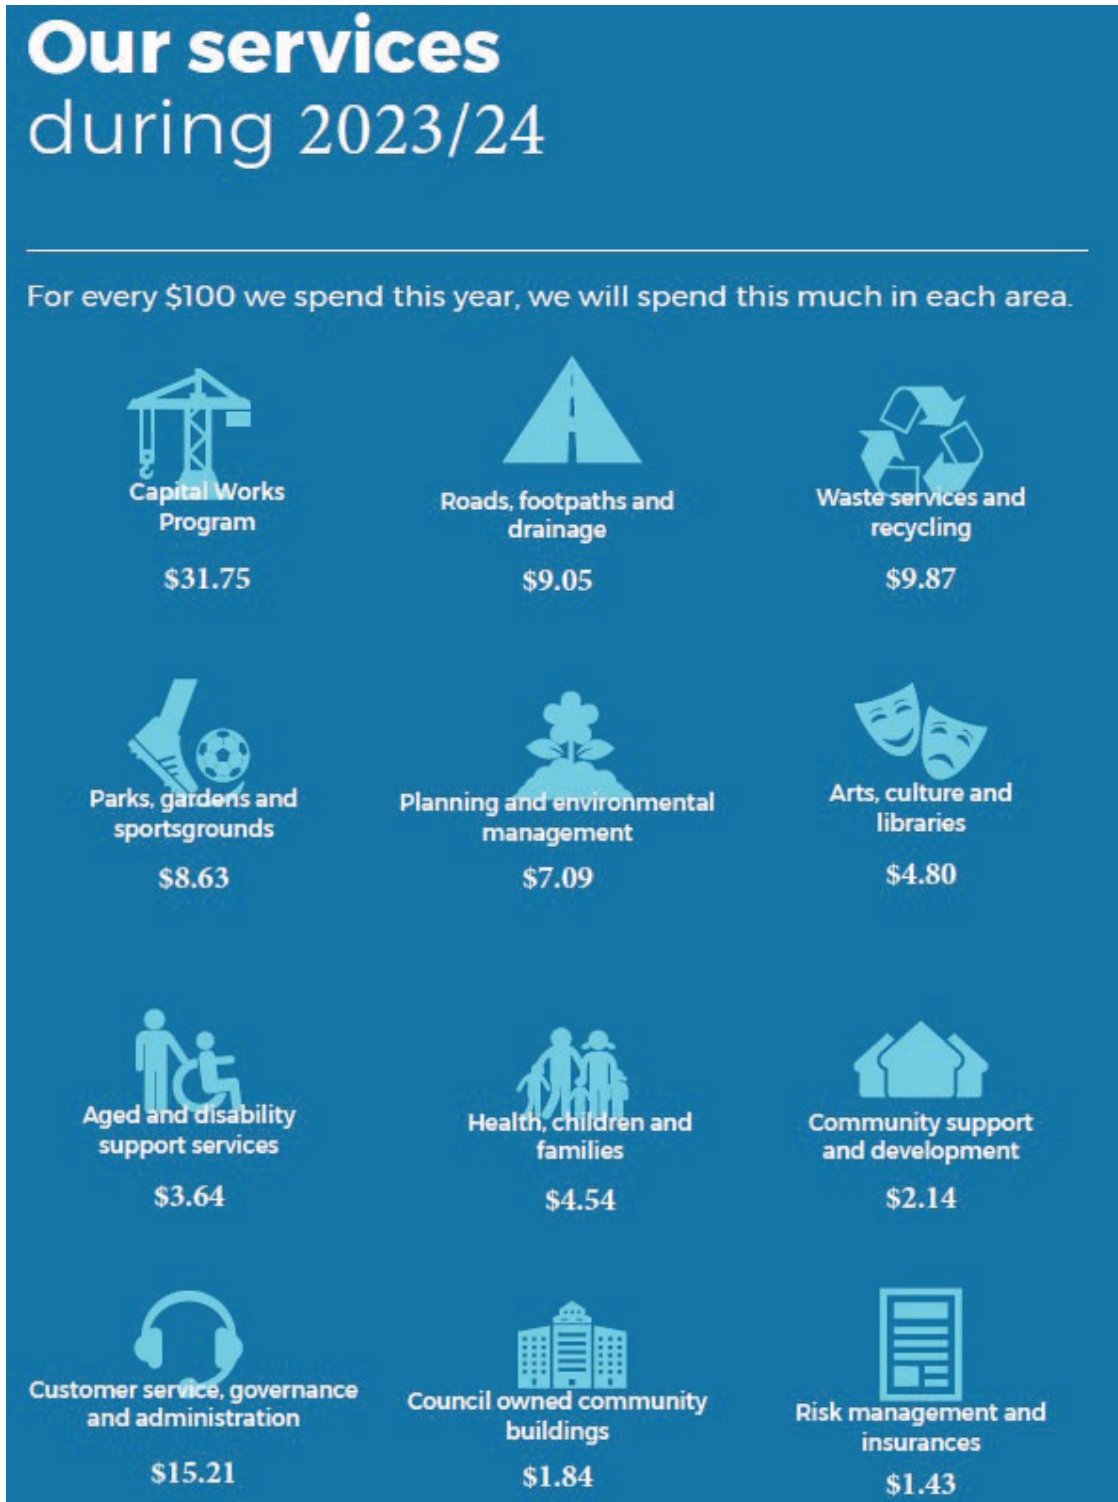 Our services
during 2023/24
For every $100 we spend this year, we will spend this much in each area.
Capital Works
Program
$31.75
Roads, footpaths and
drainage
$9.05
Waste services and
recycling
$9.87
Parks, gardens and
sportsgrounds
$8.63
Planning and environmental
management
$7.09
Arts, culture and
libraries
$4.80
Aged and disability
support services
$3.64
Health, children and
families
$4.54
Community support
and development
$2.14
Customer service, governance
and administration
$15.21
Council owned community
buildings
$1.84
Risk management and
insurances
$1.43